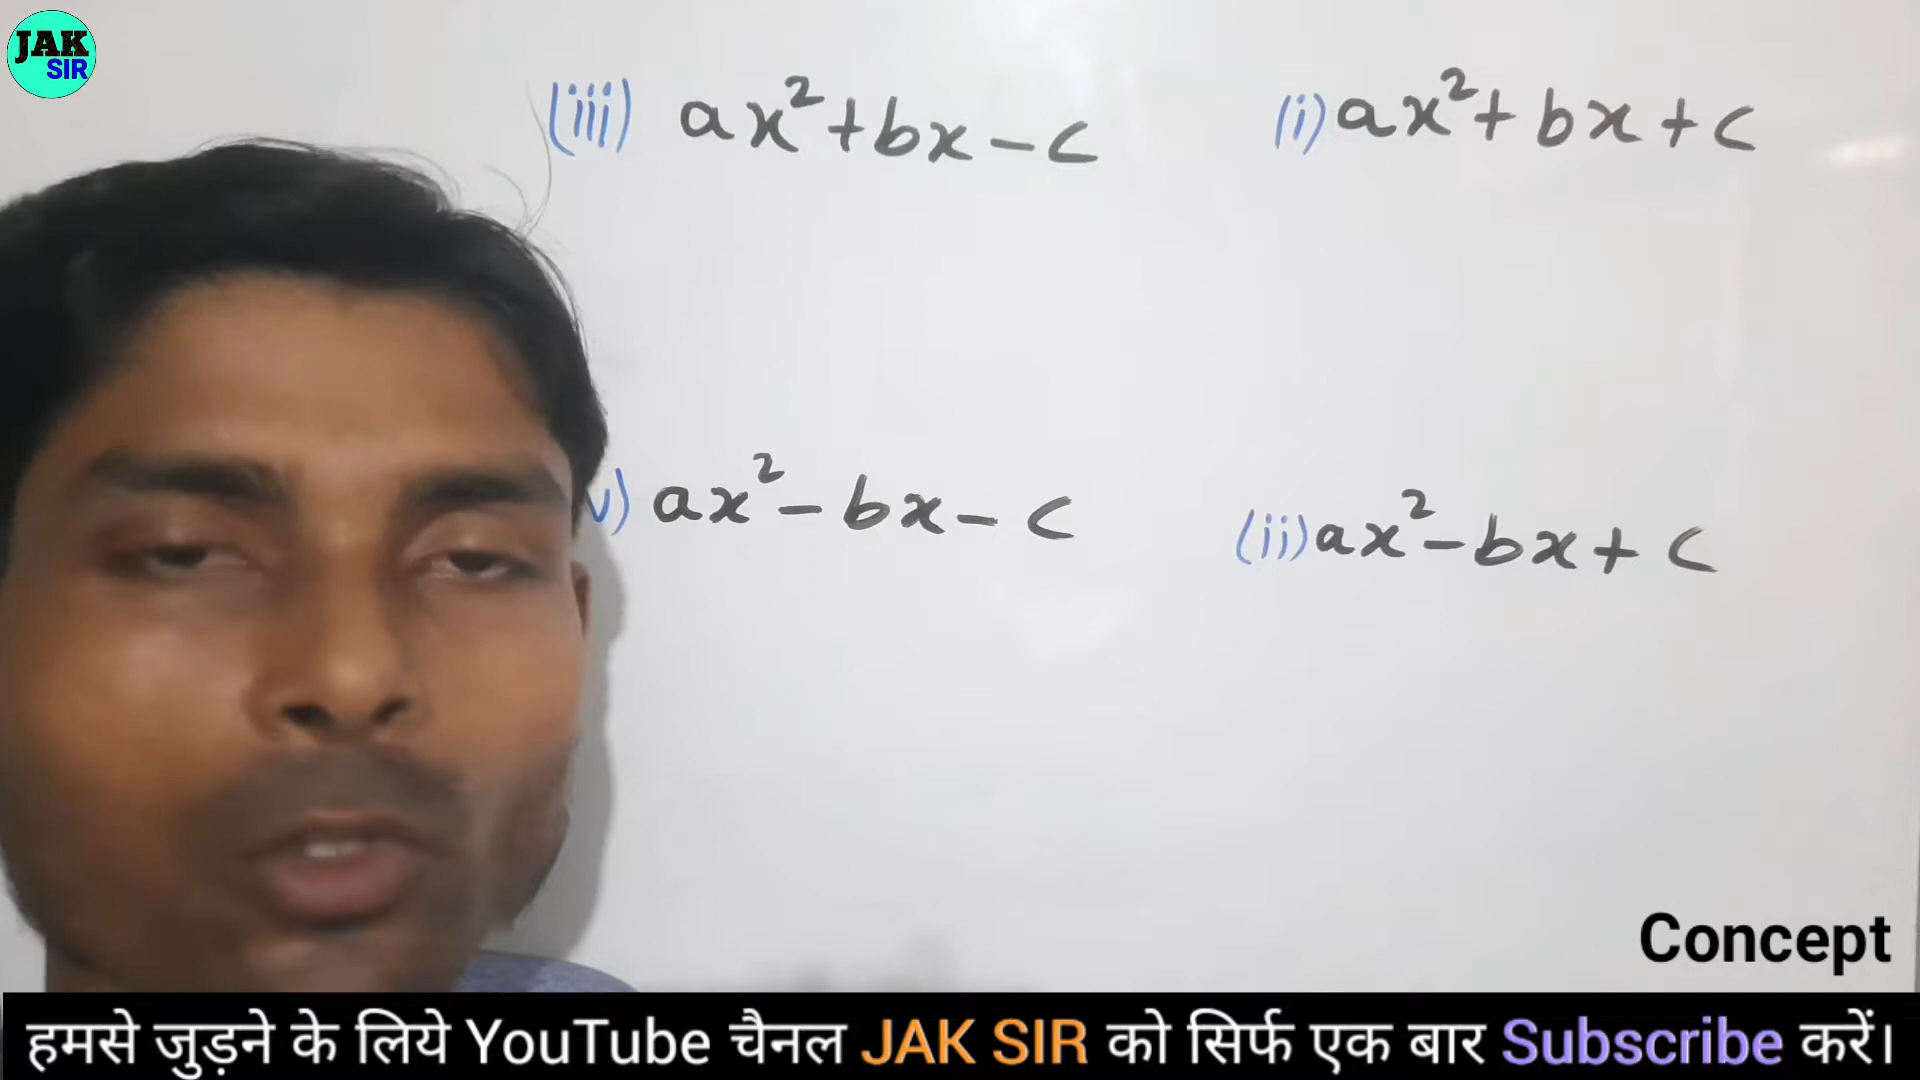 JAK
SIR
(iii) ax²+bx-c
(i) ax²+bx+c
v) ax²-bx-c
(ii) ax²-bx+c
Concept
हमसे जुड़ने के लिये YouTube चैनल JAK SIR को सिर्फ एक बार Subscribe करें।